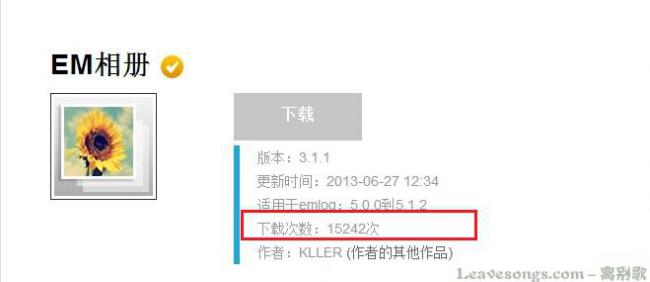 EM相册
下载
版本：3.1.1
更新时间：2013-06-27 12:34
适用于emlog：5.0.0到5.1.2
下载次数：15242次
作者：KLLER (作者的其他作品)
Leavesongs.com – 离别歌